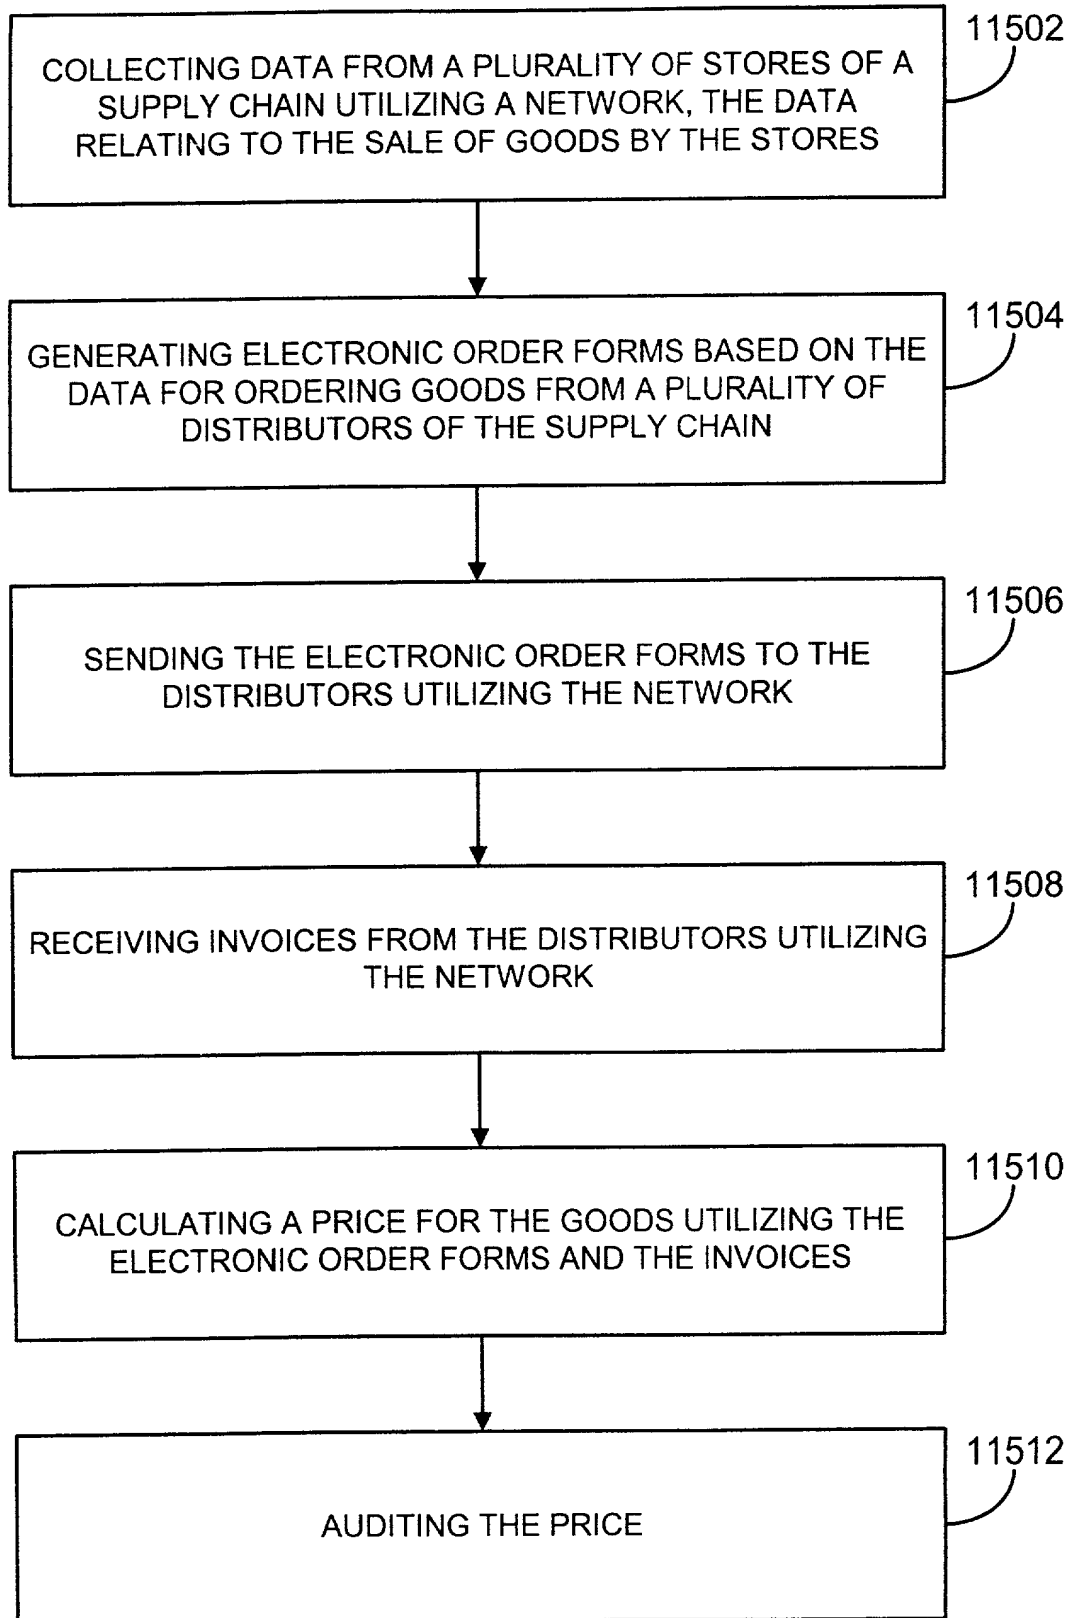 11502
COLLECTING DATA FROM A PLURALITY OF STORES OF A
SUPPLY CHAIN UTILIZING A NETWORK, THE DATA
RELATING TO THE SALE OF GOODS BY THE STORES
11504
GENERATING ELECTRONIC ORDER FORMS BASED ON THE
DATA FOR ORDERING GOODS FROM A PLURALITY OF
DISTRIBUTORS OF THE SUPPLY CHAIN
11506
SENDING THE ELECTRONIC ORDER FORMS TO THE
DISTRIBUTORS UTILIZING THE NETWORK
11508
RECEIVING INVOICES FROM THE DISTRIBUTORS UTILIZING
THE NETWORK
11510
CALCULATING A PRICE FOR THE GOODS UTILIZING THE
ELECTRONIC ORDER FORMS AND THE INVOICES
11512
AUDITING THE PRICE